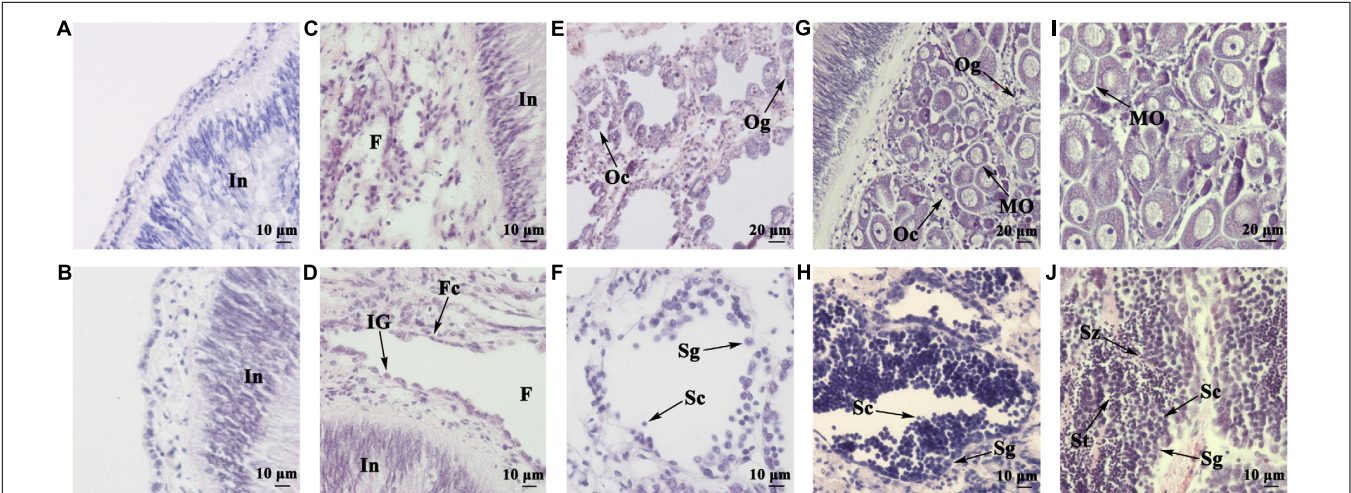 A
In
10 µm
C
F
In
10 µm
E
Og
Oc
20 µm
G
Og
MO
Oc
20 µm
I
MO
20 µm
B
In
10 µm
D
Fc
IG
F
In
10 µm
F
Sg
Sc
10 µm
H
Sc
Sg
10 µm
J
Sz
Sc
St
Sg
10 µm